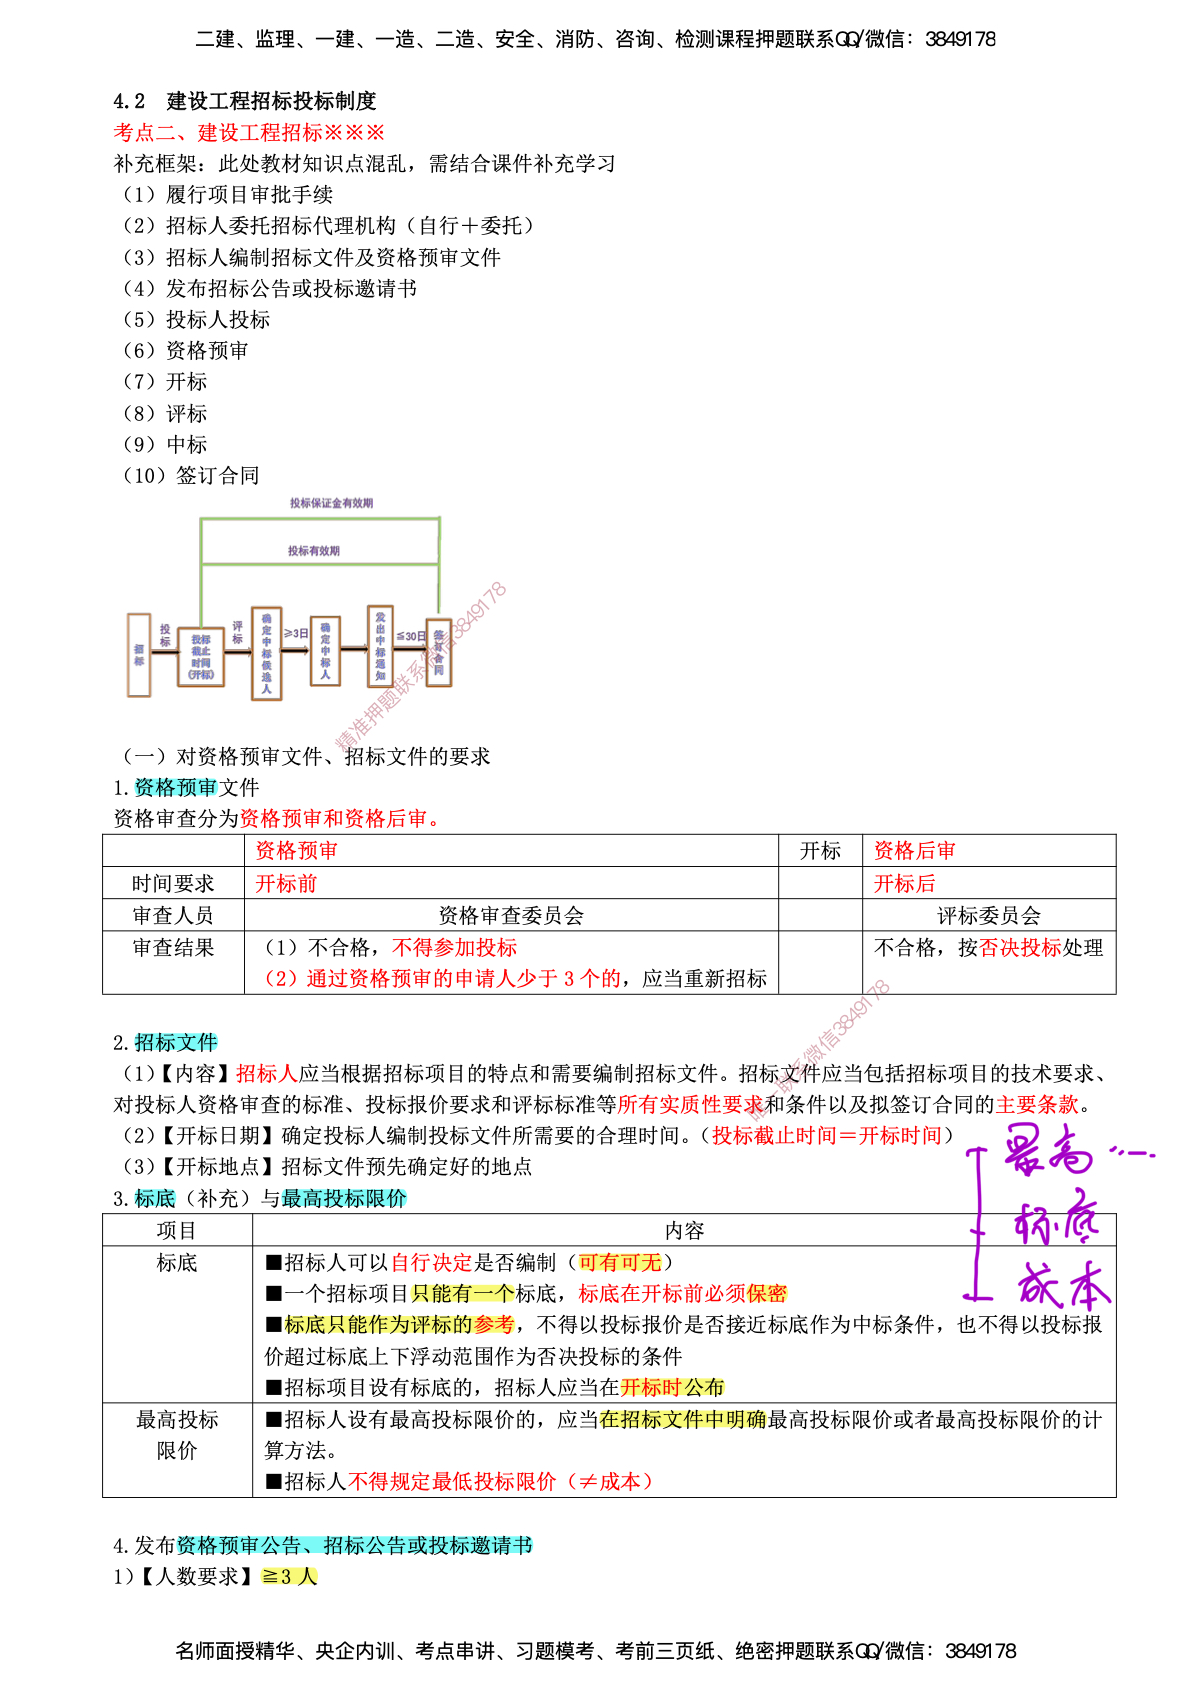 二建、监理、一建、一造、二造、安全、消防、咨询、检测课程押题联系QQ/微信：3849178
4.2　建设工程招标投标制度
考点二、建设工程招标※※※
补充框架：此处教材知识点混乱，需结合课件补充学习
（1）履行项目审批手续
（2）招标人委托招标代理机构（自行＋委托）
（3）招标人编制招标文件及资格预审文件
（4）发布招标公告或投标邀请书
（5）投标人投标
（6）资格预审
（7）开标
（8）评标
（9）中标
（10）签订合同
投标保证金有效期
投标有效期
招标
投标
投标截止时间(开标)
评标
确定中标候选人
≥3日
确定中标人
发出中标通知
≤30日
签订合同
精准押题联系微信3849178
（一）对资格预审文件、招标文件的要求
1.资格预审文件
资格审查分为资格预审和资格后审。
资格预审 开标 资格后审
时间要求 开标前 开标后
审查人员 资格审查委员会 评标委员会
审查结果 （1）不合格，不得参加投标 不合格，按否决投标处理
（2）通过资格预审的申请人少于 3 个的，应当重新招标
唯一联系微信3849178
2.招标文件
（1）【内容】招标人应当根据招标项目的特点和需要编制招标文件。招标文件应当包括招标项目的技术要求、
对投标人资格审查的标准、投标报价要求和评标标准等所有实质性要求和条件以及拟签订合同的主要条款。
（2）【开标日期】确定投标人编制投标文件所需要的合理时间。（投标截止时间＝开标时间）
（3）【开标地点】招标文件预先确定好的地点
最高……
标底
成本
3.标底（补充）与最高投标限价
项目 内容
标底 ■招标人可以自行决定是否编制（可有可无）
■一个招标项目只能有一个标底，标底在开标前必须保密
■标底只能作为评标的参考，不得以投标报价是否接近标底作为中标条件，也不得以投标报
价超过标底上下浮动范围作为否决投标的条件
■招标项目设有标底的，招标人应当在开标时公布
最高投标限价 ■招标人设有最高投标限价的，应当在招标文件中明确最高投标限价或者最高投标限价的计
算方法。
■招标人不得规定最低投标限价（≠成本）
4.发布资格预审公告、招标公告或投标邀请书
1）【人数要求】≧3 人
名师面授精华、央企内训、考点串讲、习题模考、考前三页纸、绝密押题联系QQ/微信：3849178